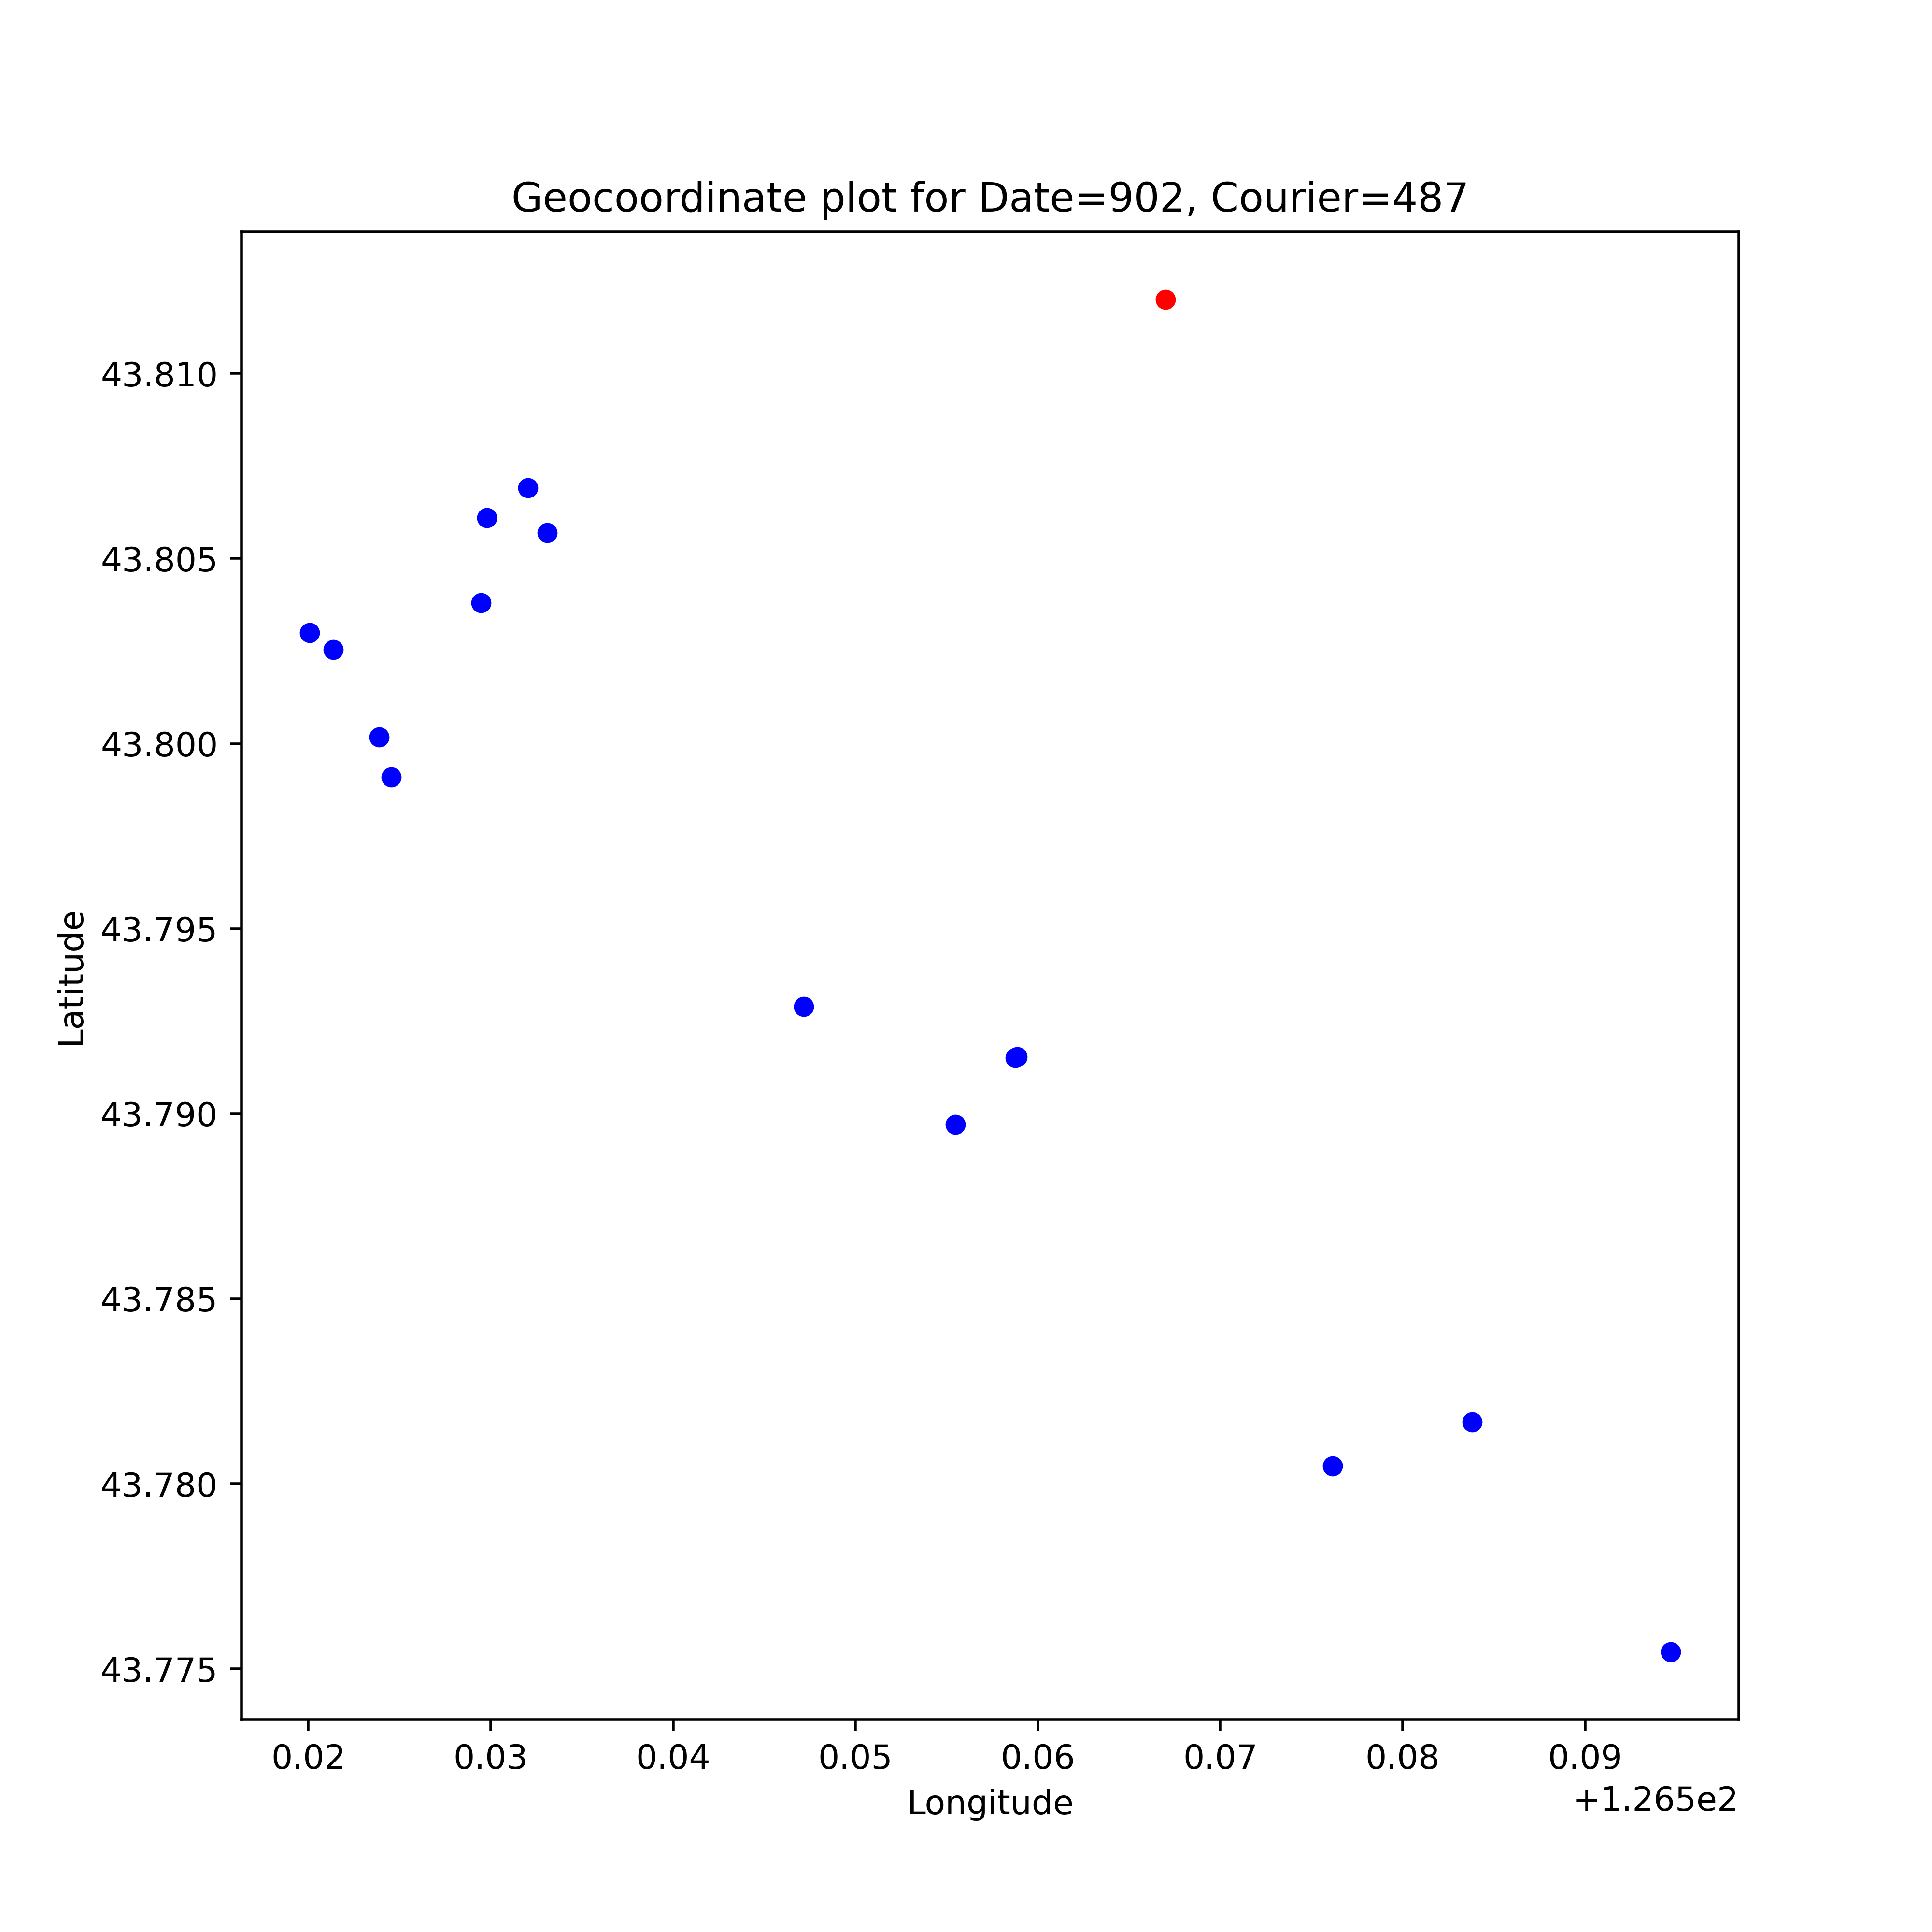 Geocoordinate plot for Date=902, Courier=487
43.810
43.805
43.800
43.795
43.790
43.785
43.780
43.775
Latitude
0.02 0.03 0.04 0.05 0.06 0.07 0.08 0.09
Longitude
+1.265e2